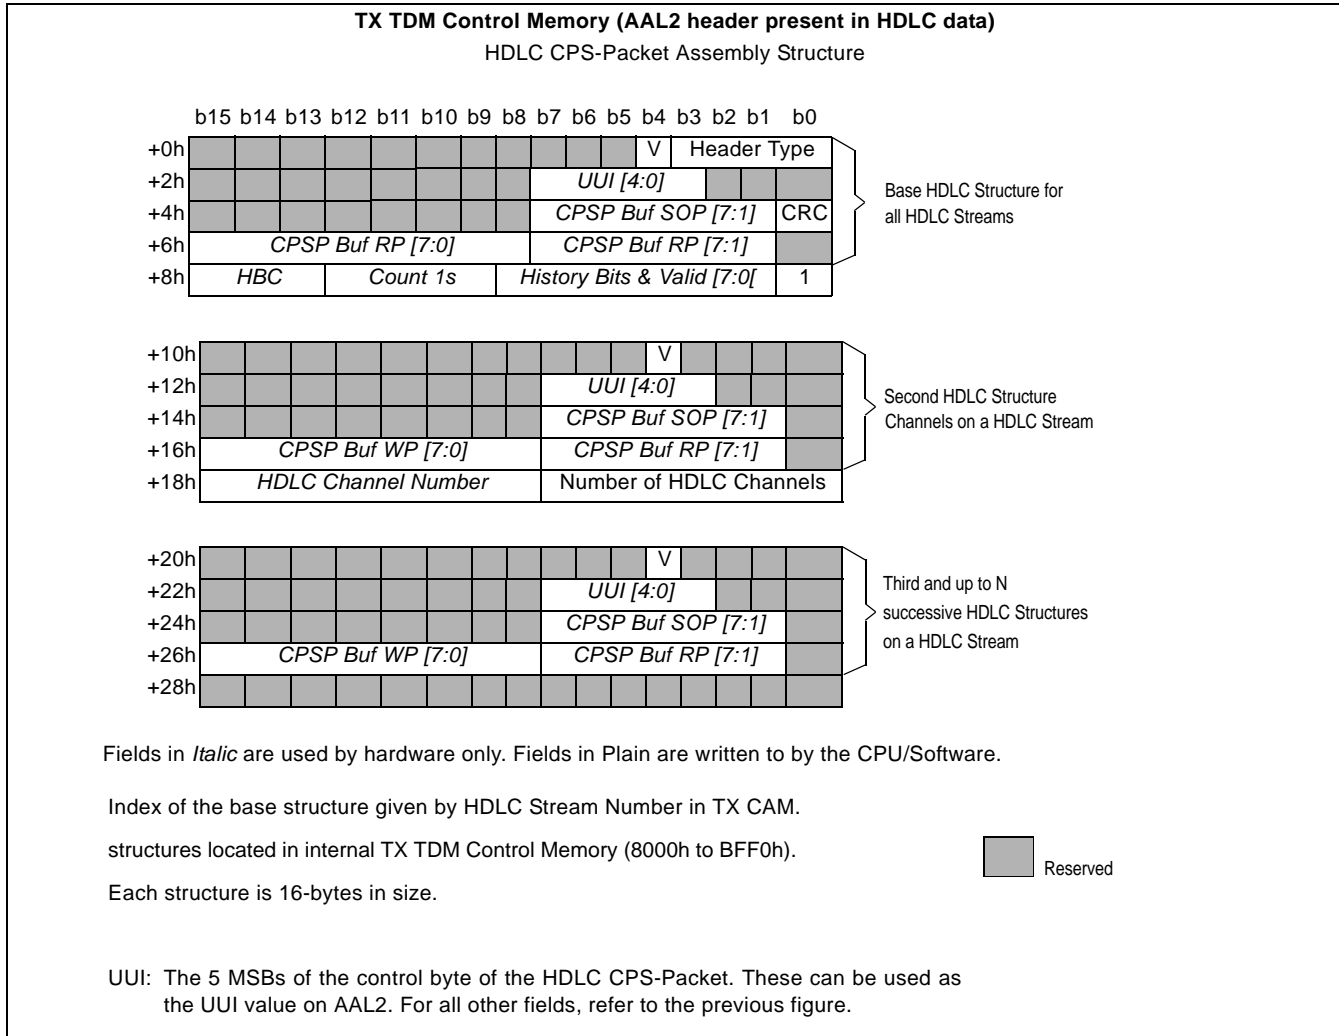 TX TDM Control Memory (AAL2 header present in HDLC data)
HDLC CPS-Packet Assembly Structure
b15 b14 b13 b12 b11 b10 b9 b8 b7 b6 b5 b4 b3 b2 b1 b0
+0h V Header Type
+2h UUI [4:0]
+4h CPSP Buf SOP [7:1] CRC
+6h CPSP Buf RP [7:0] CPSP Buf RP [7:1]
+8h HBC Count 1s History Bits & Valid [7:0[ 1
Base HDLC Structure for
all HDLC Streams
+10h V
+12h UUI [4:0]
+14h CPSP Buf SOP [7:1]
+16h CPSP Buf WP [7:0] CPSP Buf RP [7:1]
+18h HDLC Channel Number Number of HDLC Channels
Second HDLC Structure
Channels on a HDLC Stream
+20h V
+22h UUI [4:0]
+24h CPSP Buf SOP [7:1]
+26h CPSP Buf WP [7:0] CPSP Buf RP [7:1]
+28h
Third and up to N
successive HDLC Structures
on a HDLC Stream
Fields in Italic are used by hardware only. Fields in Plain are written to by the CPU/Software.
Index of the base structure given by HDLC Stream Number in TX CAM.
structures located in internal TX TDM Control Memory (8000h to BFF0h).
Reserved
Each structure is 16-bytes in size.
UUI: The 5 MSBs of the control byte of the HDLC CPS-Packet. These can be used as
the UUI value on AAL2. For all other fields, refer to the previous figure.